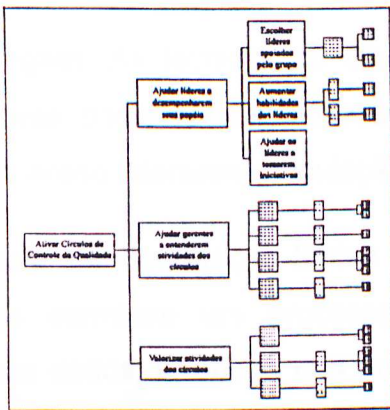 Escolher
líderes
apoiados
pelo grupo
Ajudar líderes a
desempenharem
seus papéis
Aumentar
habilidades
dos líderes
Ajudar os
líderes a
tomarem
iniciativas
Ajudar gerentes
a entenderem
atividades dos
círculos
Ativar Círculos de
Controle da Qualidade
Valorizar atividades
dos círculos